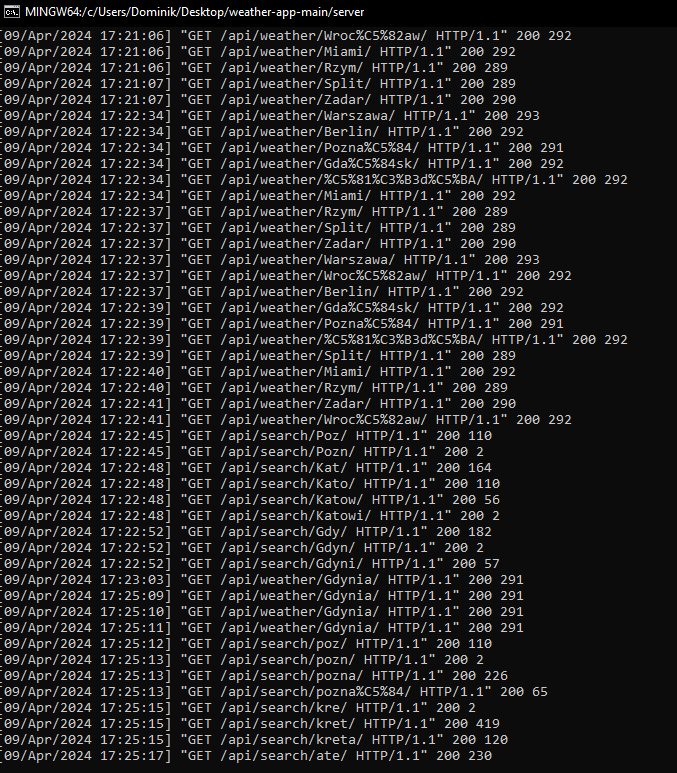 MINGW64:/c/Users/Dominik/Desktop/weather-app-main/server
[09/Apr/2024 17:21:06] "GET /api/weather/Wroc%C5%82aw/ HTTP/1.1" 200 292
[09/Apr/2024 17:21:06] "GET /api/weather/Miami/ HTTP/1.1" 200 292
[09/Apr/2024 17:21:06] "GET /api/weather/Rzym/ HTTP/1.1" 200 289
[09/Apr/2024 17:21:07] "GET /api/weather/Split/ HTTP/1.1" 200 289
[09/Apr/2024 17:21:07] "GET /api/weather/Zadar/ HTTP/1.1" 200 290
[09/Apr/2024 17:22:34] "GET /api/weather/Warszawa/ HTTP/1.1" 200 293
[09/Apr/2024 17:22:34] "GET /api/weather/Berlin/ HTTP/1.1" 200 292
[09/Apr/2024 17:22:34] "GET /api/weather/Pozna%C5%84/ HTTP/1.1" 200 291
[09/Apr/2024 17:22:34] "GET /api/weather/Gda%C5%84sk/ HTTP/1.1" 200 292
[09/Apr/2024 17:22:34] "GET /api/weather/%C5%81%C3%B3d%C5%BA/ HTTP/1.1" 200 292
[09/Apr/2024 17:22:34] "GET /api/weather/Miami/ HTTP/1.1" 200 292
[09/Apr/2024 17:22:37] "GET /api/weather/Rzym/ HTTP/1.1" 200 289
[09/Apr/2024 17:22:37] "GET /api/weather/Split/ HTTP/1.1" 200 289
[09/Apr/2024 17:22:37] "GET /api/weather/Zadar/ HTTP/1.1" 200 290
[09/Apr/2024 17:22:37] "GET /api/weather/Warszawa/ HTTP/1.1" 200 293
[09/Apr/2024 17:22:37] "GET /api/weather/Wroc%C5%82aw/ HTTP/1.1" 200 292
[09/Apr/2024 17:22:37] "GET /api/weather/Berlin/ HTTP/1.1" 200 292
[09/Apr/2024 17:22:39] "GET /api/weather/Gda%C5%84sk/ HTTP/1.1" 200 292
[09/Apr/2024 17:22:39] "GET /api/weather/Pozna%C5%84/ HTTP/1.1" 200 291
[09/Apr/2024 17:22:39] "GET /api/weather/%C5%81%C3%B3d%C5%BA/ HTTP/1.1" 200 292
[09/Apr/2024 17:22:39] "GET /api/weather/Split/ HTTP/1.1" 200 289
[09/Apr/2024 17:22:40] "GET /api/weather/Miami/ HTTP/1.1" 200 292
[09/Apr/2024 17:22:40] "GET /api/weather/Rzym/ HTTP/1.1" 200 289
[09/Apr/2024 17:22:41] "GET /api/weather/Zadar/ HTTP/1.1" 200 290
[09/Apr/2024 17:22:41] "GET /api/weather/Wroc%C5%82aw/ HTTP/1.1" 200 292
[09/Apr/2024 17:22:45] "GET /api/search/Poz/ HTTP/1.1" 200 110
[09/Apr/2024 17:22:45] "GET /api/search/Pozn/ HTTP/1.1" 200 2
[09/Apr/2024 17:22:48] "GET /api/search/Kat/ HTTP/1.1" 200 164
[09/Apr/2024 17:22:48] "GET /api/search/Kato/ HTTP/1.1" 200 110
[09/Apr/2024 17:22:48] "GET /api/search/Katow/ HTTP/1.1" 200 56
[09/Apr/2024 17:22:48] "GET /api/search/Katowi/ HTTP/1.1" 200 2
[09/Apr/2024 17:22:52] "GET /api/search/Gdy/ HTTP/1.1" 200 182
[09/Apr/2024 17:22:52] "GET /api/search/Gdyn/ HTTP/1.1" 200 2
[09/Apr/2024 17:22:52] "GET /api/search/Gdyni/ HTTP/1.1" 200 57
[09/Apr/2024 17:23:03] "GET /api/weather/Gdynia/ HTTP/1.1" 200 291
[09/Apr/2024 17:25:09] "GET /api/weather/Gdynia/ HTTP/1.1" 200 291
[09/Apr/2024 17:25:10] "GET /api/weather/Gdynia/ HTTP/1.1" 200 291
[09/Apr/2024 17:25:11] "GET /api/weather/Gdynia/ HTTP/1.1" 200 291
[09/Apr/2024 17:25:12] "GET /api/search/poz/ HTTP/1.1" 200 110
[09/Apr/2024 17:25:13] "GET /api/search/pozn/ HTTP/1.1" 200 2
[09/Apr/2024 17:25:13] "GET /api/search/pozna/ HTTP/1.1" 200 226
[09/Apr/2024 17:25:13] "GET /api/search/pozna%C5%84/ HTTP/1.1" 200 65
[09/Apr/2024 17:25:15] "GET /api/search/kre/ HTTP/1.1" 200 2
[09/Apr/2024 17:25:15] "GET /api/search/kret/ HTTP/1.1" 200 419
[09/Apr/2024 17:25:15] "GET /api/search/kreta/ HTTP/1.1" 200 120
[09/Apr/2024 17:25:17] "GET /api/search/ate/ HTTP/1.1" 200 230